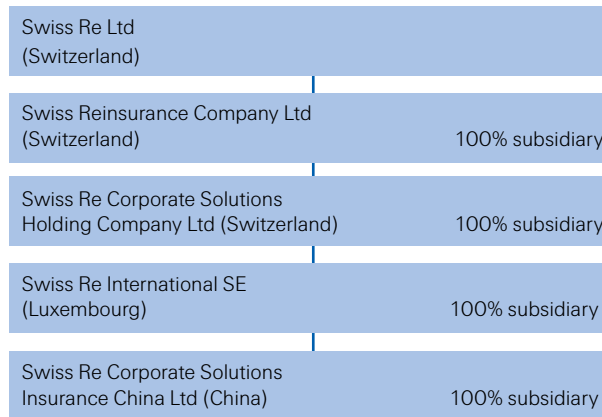 Swiss Re Ltd
(Switzerland)
Swiss Reinsurance Company Ltd
(Switzerland) 100% subsidiary
Swiss Re Corporate Solutions
Holding Company Ltd (Switzerland) 100% subsidiary
Swiss Re International SE
(Luxembourg) 100% subsidiary
Swiss Re Corporate Solutions
Insurance China Ltd (China) 100% subsidiary